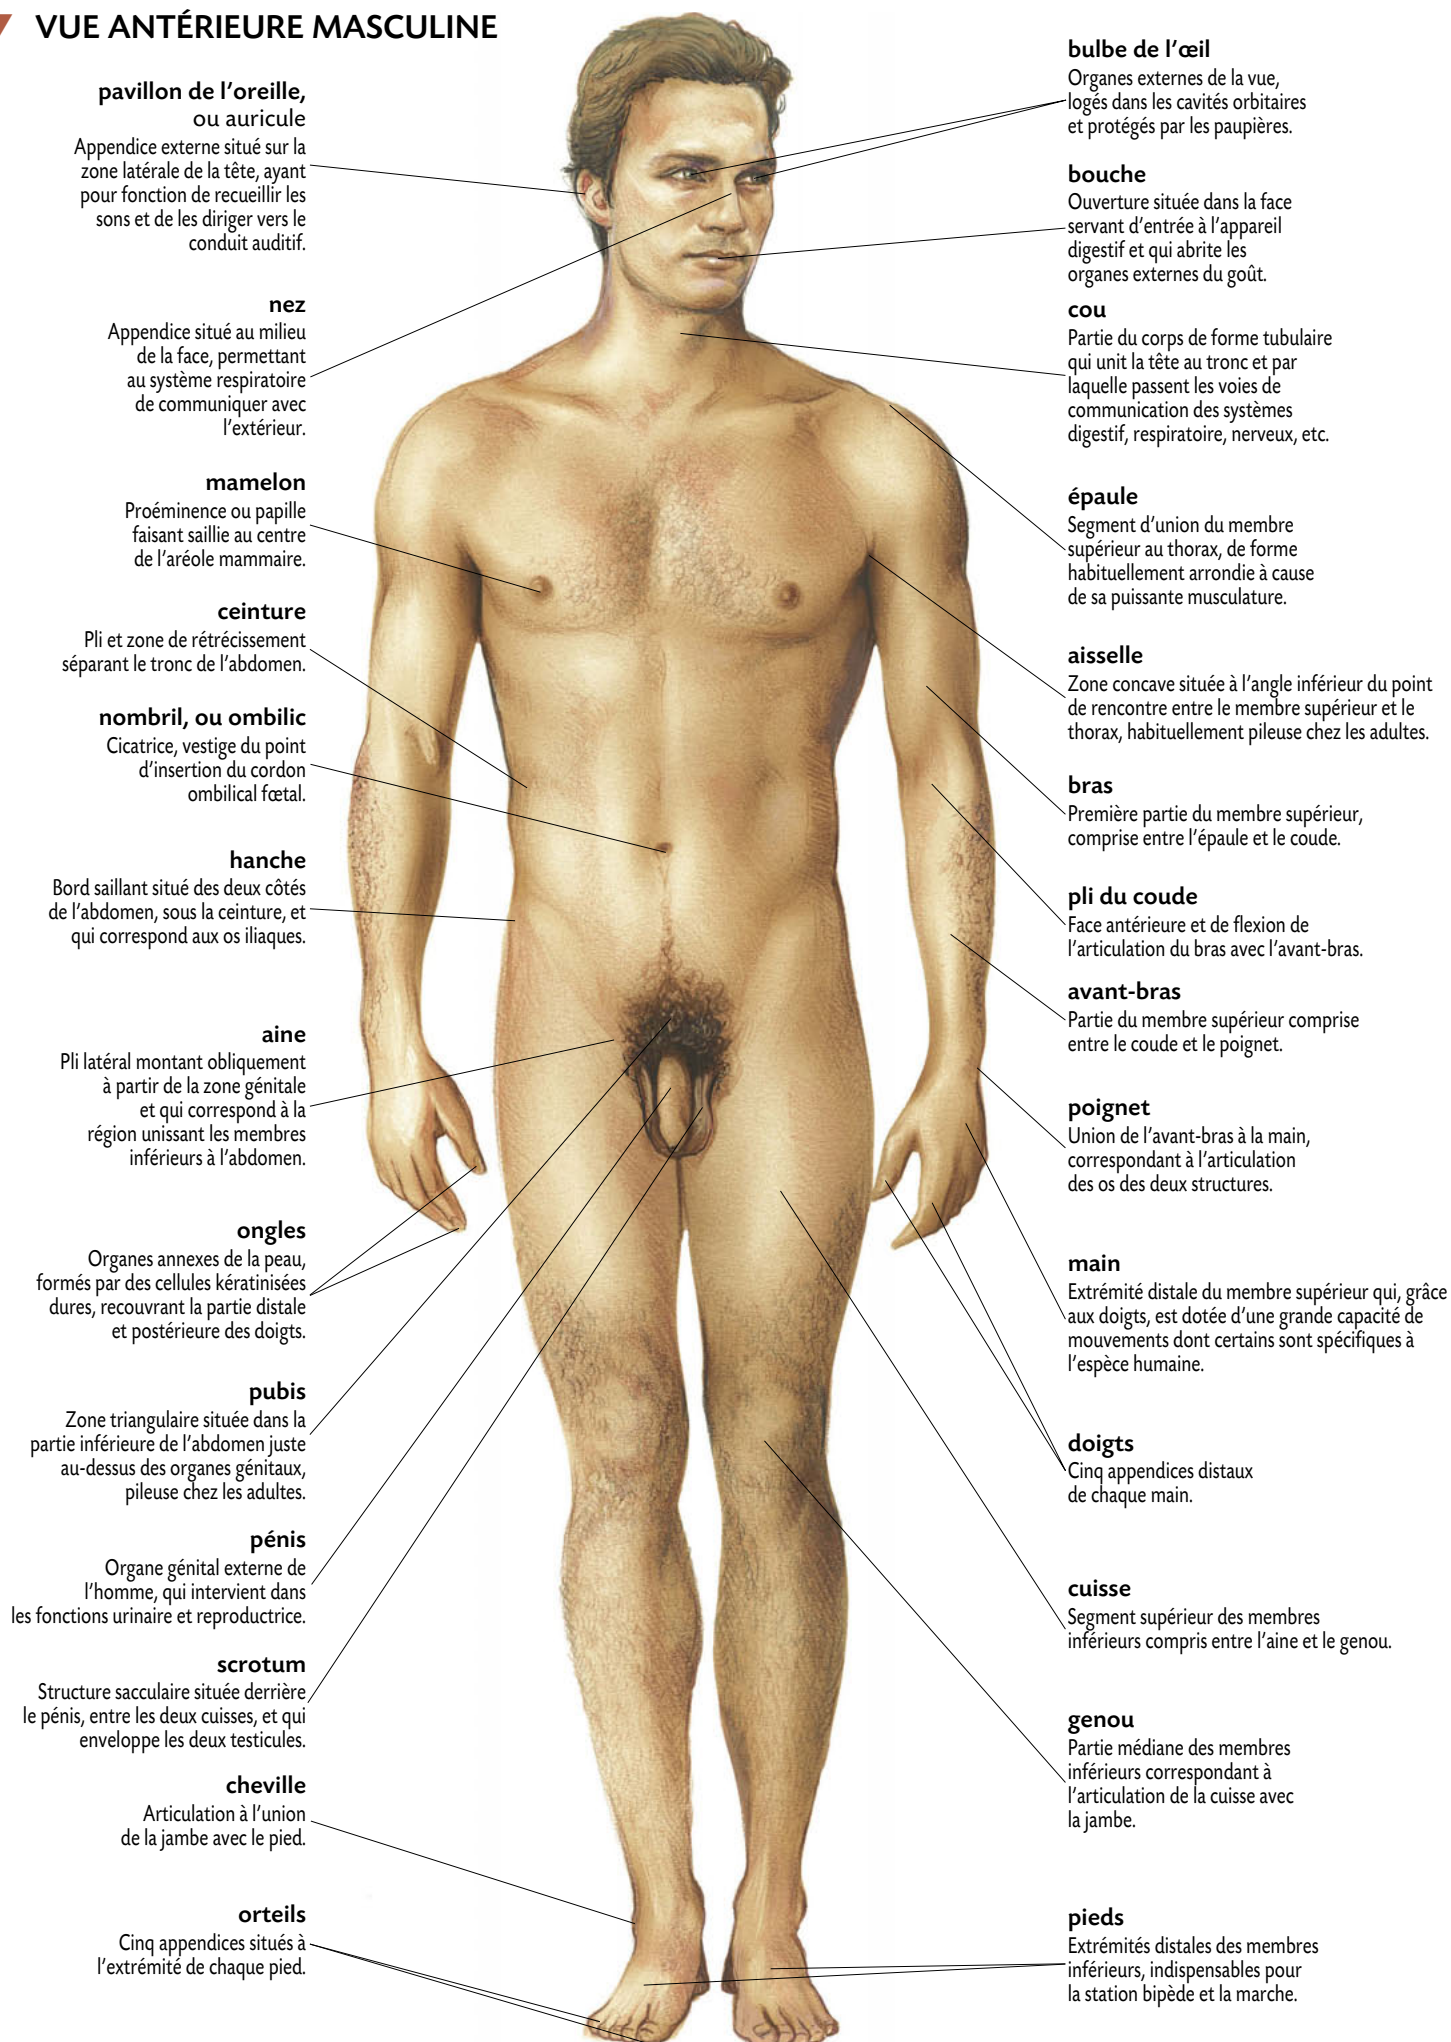 VUE ANTÉRIEURE MASCULINE
pavillon de l'oreille,
ou auricule
Appendice externe situé sur la
zone latérale de la tête, ayant
pour fonction de recueillir les
sons et de les diriger vers le
conduit auditif.
nez
Appendice situé au milieu
de la face, permettant
au système respiratoire
de communiquer avec
l'extérieur.
mamelon
Proéminence ou papille
faisant saillie au centre
de l'aréole mammaire.
ceinture
Pli et zone de rétrécissement
séparant le tronc de l'abdomen.
nombril, ou ombilic
Cicatrice, vestige du point
d'insertion du cordon
ombilical fœtal.
hanche
Bord saillant situé des deux côtés
de l'abdomen, sous la ceinture, et
qui correspond aux os iliaques.
aine
Pli latéral montant obliquement
à partir de la zone génitale
et qui correspond à la
région unissant les membres
inférieurs à l'abdomen.
ongles
Organes annexes de la peau,
formés par des cellules kératinisées
dures, recouvrant la partie distale
et postérieure des doigts.
pubis
Zone triangulaire située dans la
partie inférieure de l'abdomen juste
au-dessus des organes génitaux,
pileuse chez les adultes.
pénis
Organe génital externe de
l'homme, qui intervient dans
les fonctions urinaire et reproductrice.
scrotum
Structure sacculaire située derrière
le pénis, entre les deux cuisses, et qui
enveloppe les deux testicules.
cheville
Articulation à l'union
de la jambe avec le pied.
orteils
Cinq appendices situés à
l'extrémité de chaque pied.
bulbe de l'œil
Organes externes de la vue,
logés dans les cavités orbitaires
et protégés par les paupières.
bouche
Ouverture située dans la face
servant d'entrée à l'appareil
digestif et qui abrite les
organes externes du goût.
cou
Partie du corps de forme tubulaire
qui unit la tête au tronc et par
laquelle passent les voies de
communication des systèmes
digestif, respiratoire, nerveux, etc.
épaule
Segment d'union du membre
supérieur au thorax, de forme
habituellement arrondie à cause
de sa puissante musculature.
aisselle
Zone concave située à l'angle inférieur du point
de rencontre entre le membre supérieur et le
thorax, habituellement pileuse chez les adultes.
bras
Première partie du membre supérieur,
comprise entre l'épaule et le coude.
pli du coude
Face antérieure et de flexion de
l'articulation du bras avec l'avant-bras.
avant-bras
Partie du membre supérieur comprise
entre le coude et le poignet.
poignet
Union de l'avant-bras à la main,
correspondant à l'articulation
des os des deux structures.
main
Extrémité distale du membre supérieur qui, grâce
aux doigts, est dotée d'une grande capacité de
mouvements dont certains sont spécifiques à
l'espèce humaine.
doigts
Cinq appendices distaux
de chaque main.
cuisse
Segment supérieur des membres
inférieurs compris entre l'aine et le genou.
genou
Partie médiane des membres
inférieurs correspondant à
l'articulation de la cuisse avec
la jambe.
pieds
Extrémités distales des membres
inférieurs, indispensables pour
la station bipède et la marche.